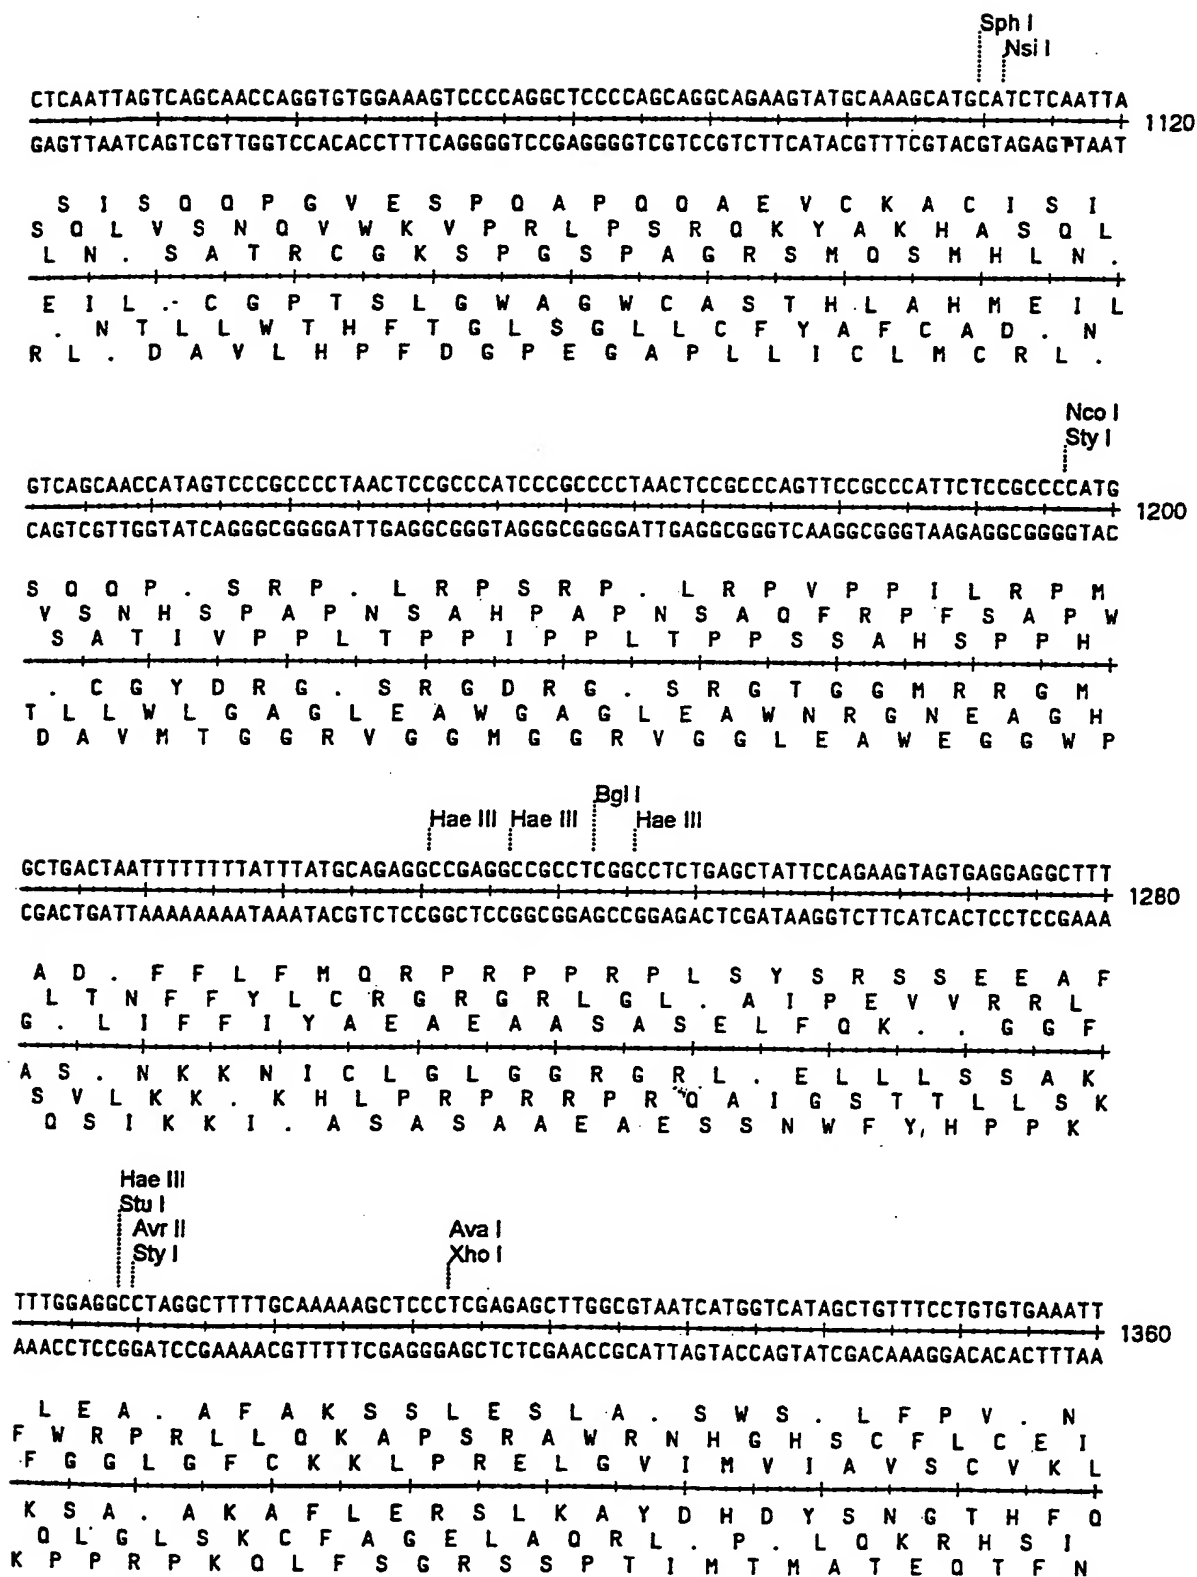 Sph I
Nsi I
CTCAATTAGTCAGCAACCAGGTGTGGAAAGTCCCCAGGCTCCCCAGCAGGCAGAAGTATGCAAAGCATGCATCTCAATTA
1120
GAGTTAATCAGTCGTTGGTCCACACCTTTCAGGGGTCCGAGGGGTCGTCCGTCTTCATACGTTTCGTACGTAGAGTTAAT
S I S Q Q P G V E S P Q A P Q Q A E V C K A C I S I
S Q L V S N Q V W K V P R L P S R Q K Y A K H A S Q L
L N . S A T R C G K S P G S P A G R S M Q S M H L N .
E I L . C G P T S L G W A G W C A S T H L A H M E I L
. N T L L W T H F T G L S G L L C F Y A F C A D . N
R L . D A V L H P F D G P E G A P L L I C L M C R L .
Nco I
Sty I
GTCAGCAACCATAGTCCCGCCCCTAACTCCGCCCATCCCGCCCCTAACTCCGCCCAGTTCCGCCCATTCTCCGCCCCATG
1200
CAGTCGTTGGTATCAGGGCGGGGATTGAGGCGGGTAGGGCGGGGATTGAGGCGGGTCAAGGCGGGTAAGAGGCGGGGTAC
S Q Q P . S R P . L R P S R P . L R P V P P I L R P M
V S N H S P A P N S A H P A P N S A Q F R P F S A P W
S A T I V P P L T P P I P P L T P P S S A H S P P H
. C G Y D R G . S R G D R G . S R G T G G M R R G M
T L L W L G A G L E A W G A G L E A W N R G N E A G H
D A V M T G G R V G G M G G R V G G L E A W E G G W P
Bgl I
Hae III Hae III Hae III
GCTGACTAATTTTTTTTATTTATGCAGAGGCCGAGGCCGCCTCGGCCTCTGAGCTATTCCAGAAGTAGTGAGGAGGCTTT
1280
CGACTGATTAAAAAAAATAAATACGTCTCCGGCTCCGGCGGAGCCGGAGACTCGATAAGGTCTTCATCACTCCTCCGAAA
A D . F F L F M Q R P R P P R P L S Y S R S S E E A F
L T N F F Y L C R G R G R L G L . A I P E V V R R L
G . L I F F I Y A E A E A A S A S E L F Q K . . G G F
A S . N K K N I C L G L G G R G R L . E L L L S S A K
S V L K K . K H L P R P R R P R Q A I G S T T L L S K
Q S I K K I . A S A S A A E A E S S N W F Y H P P K
Hae III
Stu I
Avr II
Sty I
Ava I
Xho I
TTTGGAGGCCTAGGCTTTTGCAAAAAGCTCCCTCGAGAGCTTGGCGTAATCATGGTCATAGCTGTTTCCTGTGTGAAATT
1360
AAACCTCCGGATCCGAAAACGTTTTTCGAGGGAGCTCTCGAACCGCATTAGTACCAGTATCGACAAAGGACACACTTTAA
L E A . A F A K S S L E S L A . S W S . L F P V . N
F W R P R L L Q K A P S R A W R N H G H S C F L C E I
F G G L G F C K K L P R E L G V I M V I A V S C V K L
K S A . A K A F L E R S L K A Y D H D Y S N G T H F Q
Q L G L S K C F A G E L A Q R L . P . L Q K R H S I
K P P R P K Q L F S G R S S P T I M T M A T E Q T F N